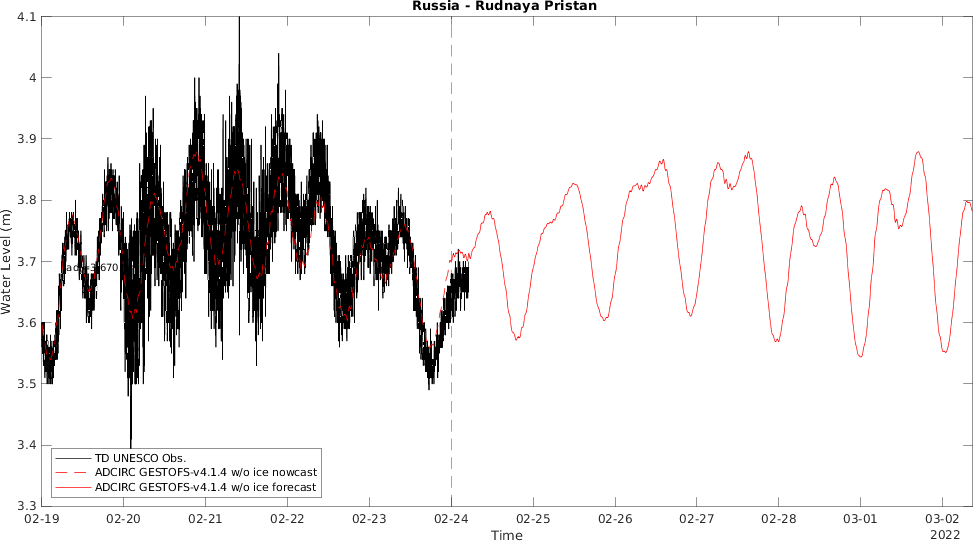 Russia - Rudnaya Pristan
4.1
4
3.9
3.8
3.7
3.6
3.5
3.4
3.3
Water Level (m)
TD UNESCO Obs.
ADCIRC GESTOFS-v4.1.4 w/o ice nowcast
ADCIRC GESTOFS-v4.1.4 w/o ice forecast
02-19 02-20 02-21 02-22 02-23 02-24 02-25 02-26 02-27 02-28 03-01 03-02
Time
2022